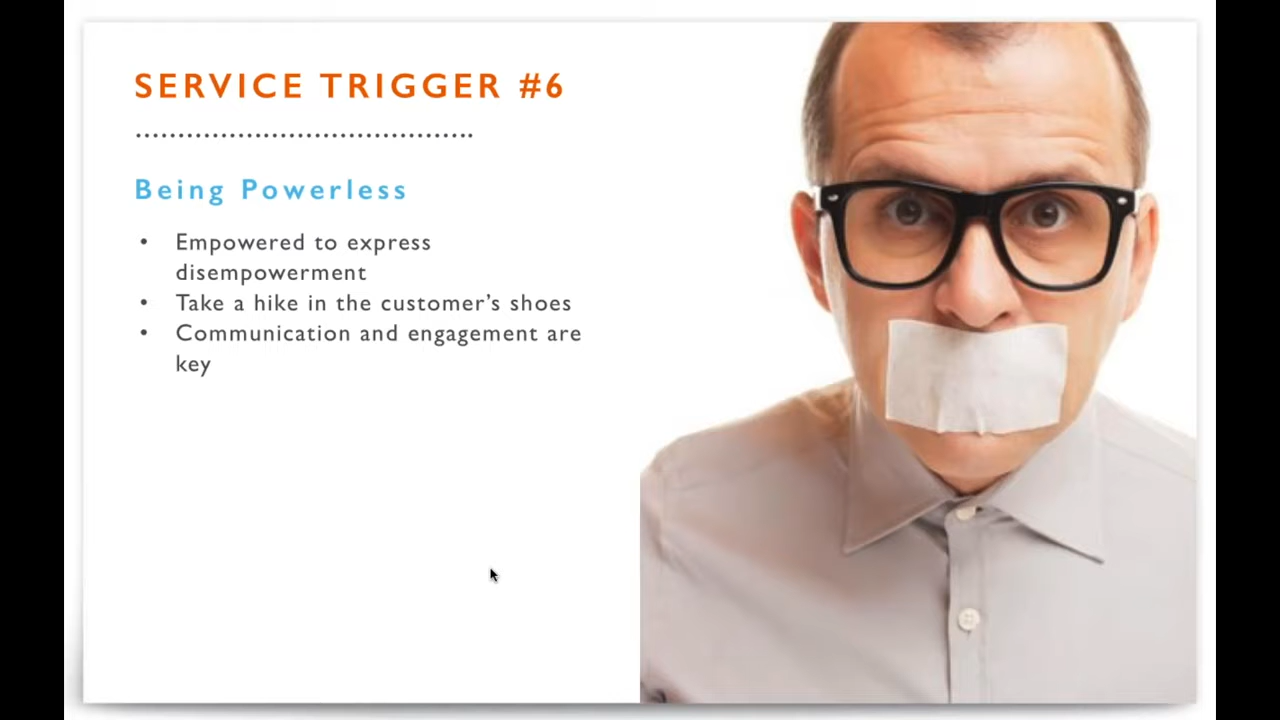 SERVICE TRIGGER #6
Being Powerless
• Empowered to express
disempowerment
• Take a hike in the customer’s shoes
• Communication and engagement are
key